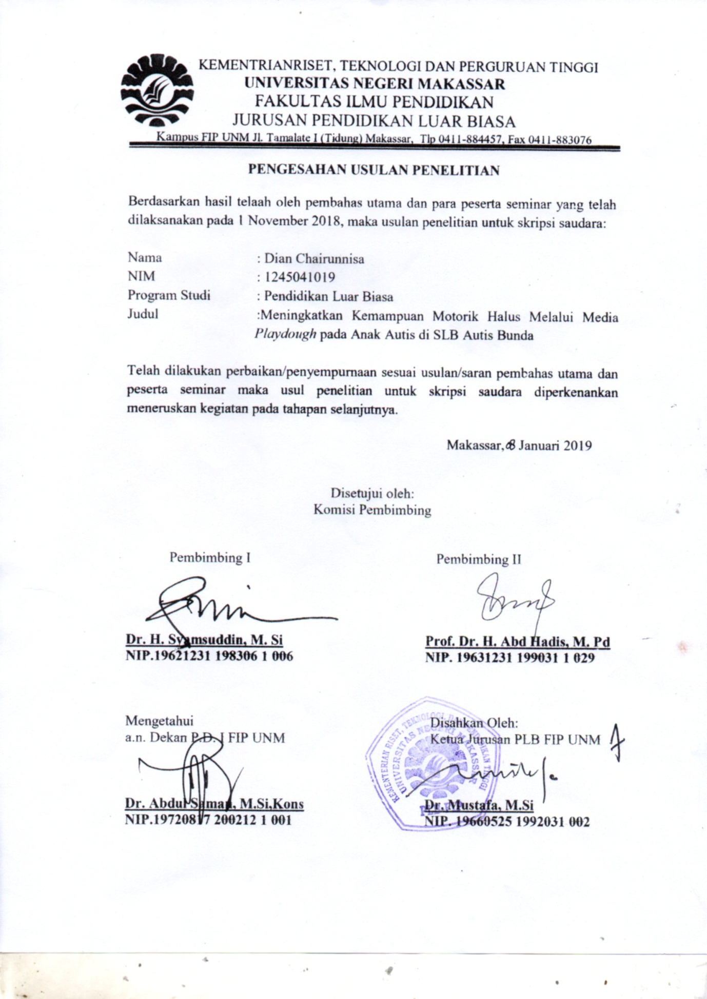 KEMENTRIANRISET, TEKNOLOGI DAN PERGURUAN TINGGI
UNIVERSITAS NEGERI MAKASSAR
FAKULTAS ILMU PENDIDIKAN
JURUSAN PENDIDIKAN LUAR BIASA
Kampus FIP UNM Jl. Tamalate I (Tidung) Makassar, Tlp 0411-884457, Fax 0411-883076
PENGESAHAN USULAN PENELITIAN
Berdasarkan hasil telaah oleh pembahas utama dan para peserta seminar yang telah
dilaksanakan pada 1 November 2018, maka usulan penelitian untuk skripsi saudara:
Nama : Dian Chairunnisa
NIM : 1245041019
Program Studi : Pendidikan Luar Biasa
Judul :Meningkatkan Kemampuan Motorik Halus Melalui Media
Playdough pada Anak Autis di SLB Autis Bunda
Telah dilakukan perbaikan/penyempurnaan sesuai usulan/saran pembahas utama dan
peserta seminar maka usul penelitian untuk skripsi saudara diperkenankan
meneruskan kegiatan pada tahapan selanjutnya.
Makassar, 08 Januari 2019
Disetujui oleh:
Komisi Pembimbing
Pembimbing I
Pembimbing II
Dr. H. Syamsuddin, M. Si
NIP.19621231 198306 1 006
Prof. Dr. H. Abd Hadis, M. Pd
NIP. 19631231 199031 1 029
Mengetahui
a.n. Dekan P.D. I FIP UNM
Dr. Abdul Saman, M.Si,Kons
NIP.19720817 200212 1 001
Disahkan Oleh:
Ketua Jurusan PLB FIP UNM
KEMENTERIAN RISET, TEKNOLOGI, DAN PENDIDIKAN TINGGI
UNIVERSITAS NEGERI MAKASSAR
Dr. Mustafa, M.Si
NIP. 19660525 1992031 002